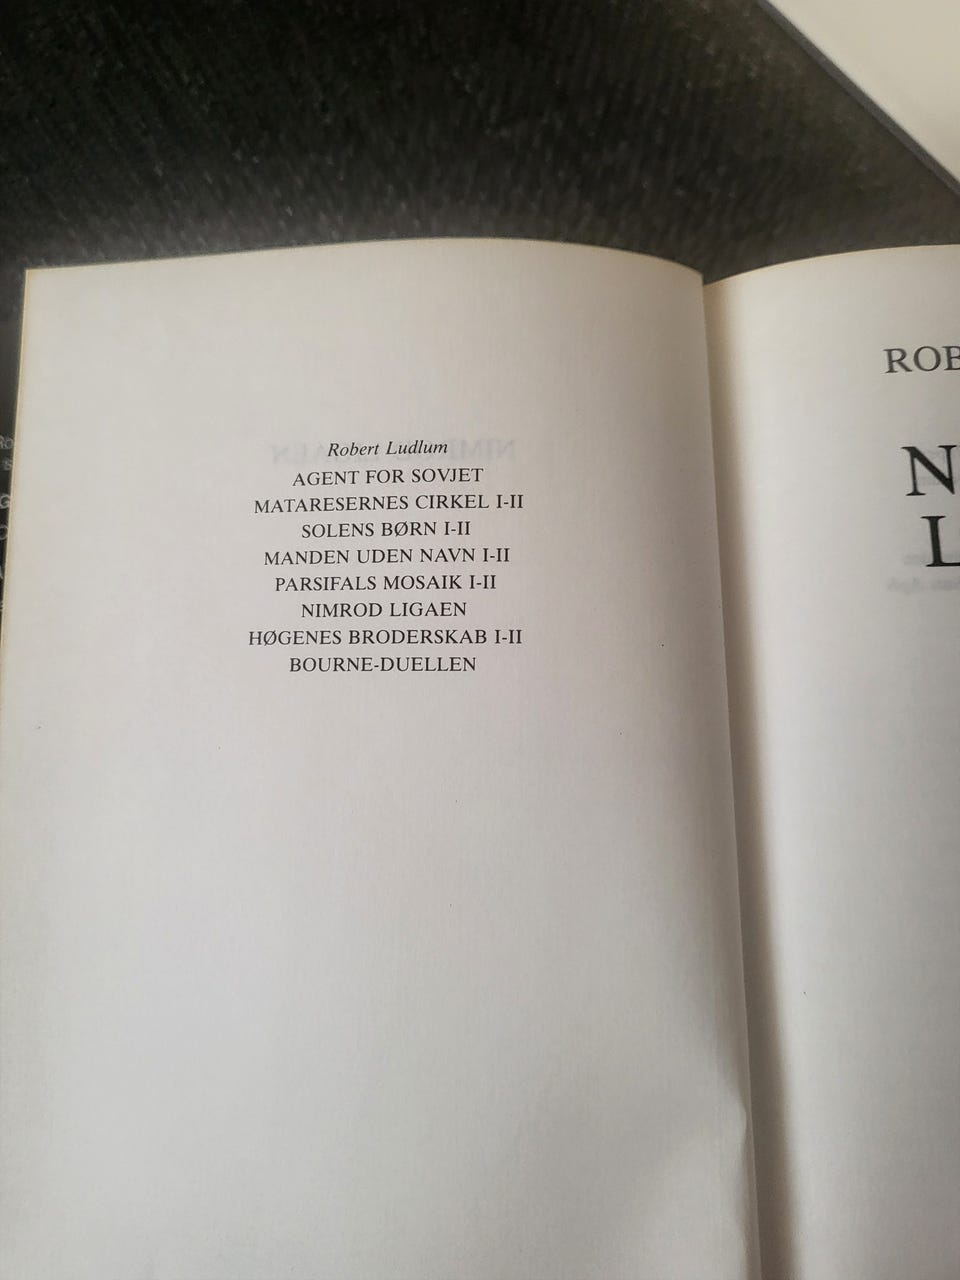 Robert Ludlum
AGENT FOR SOVJET
MATARESERNES CIRKEL I-II
SOLENS BØRN I-II
MANDEN UDEN NAVN I-II
PARSIFALS MOSAIK I-II
NIMROD LIGAEN
HØGENES BRODERSKAB I-II
BOURNE-DUELLEN
ROB
N
L